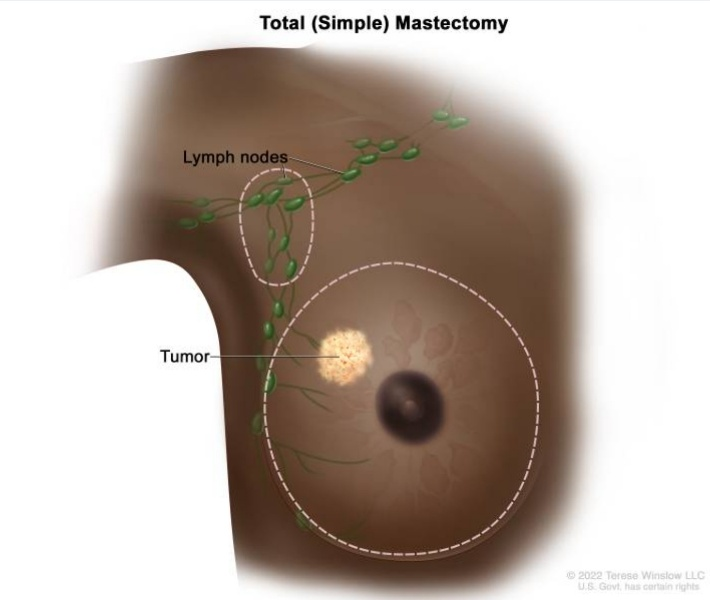 Total (Simple) Mastectomy
Lymph nodes
Tumor
© 2022 Terese Winslow LLC
U.S. Govt. has certain rights